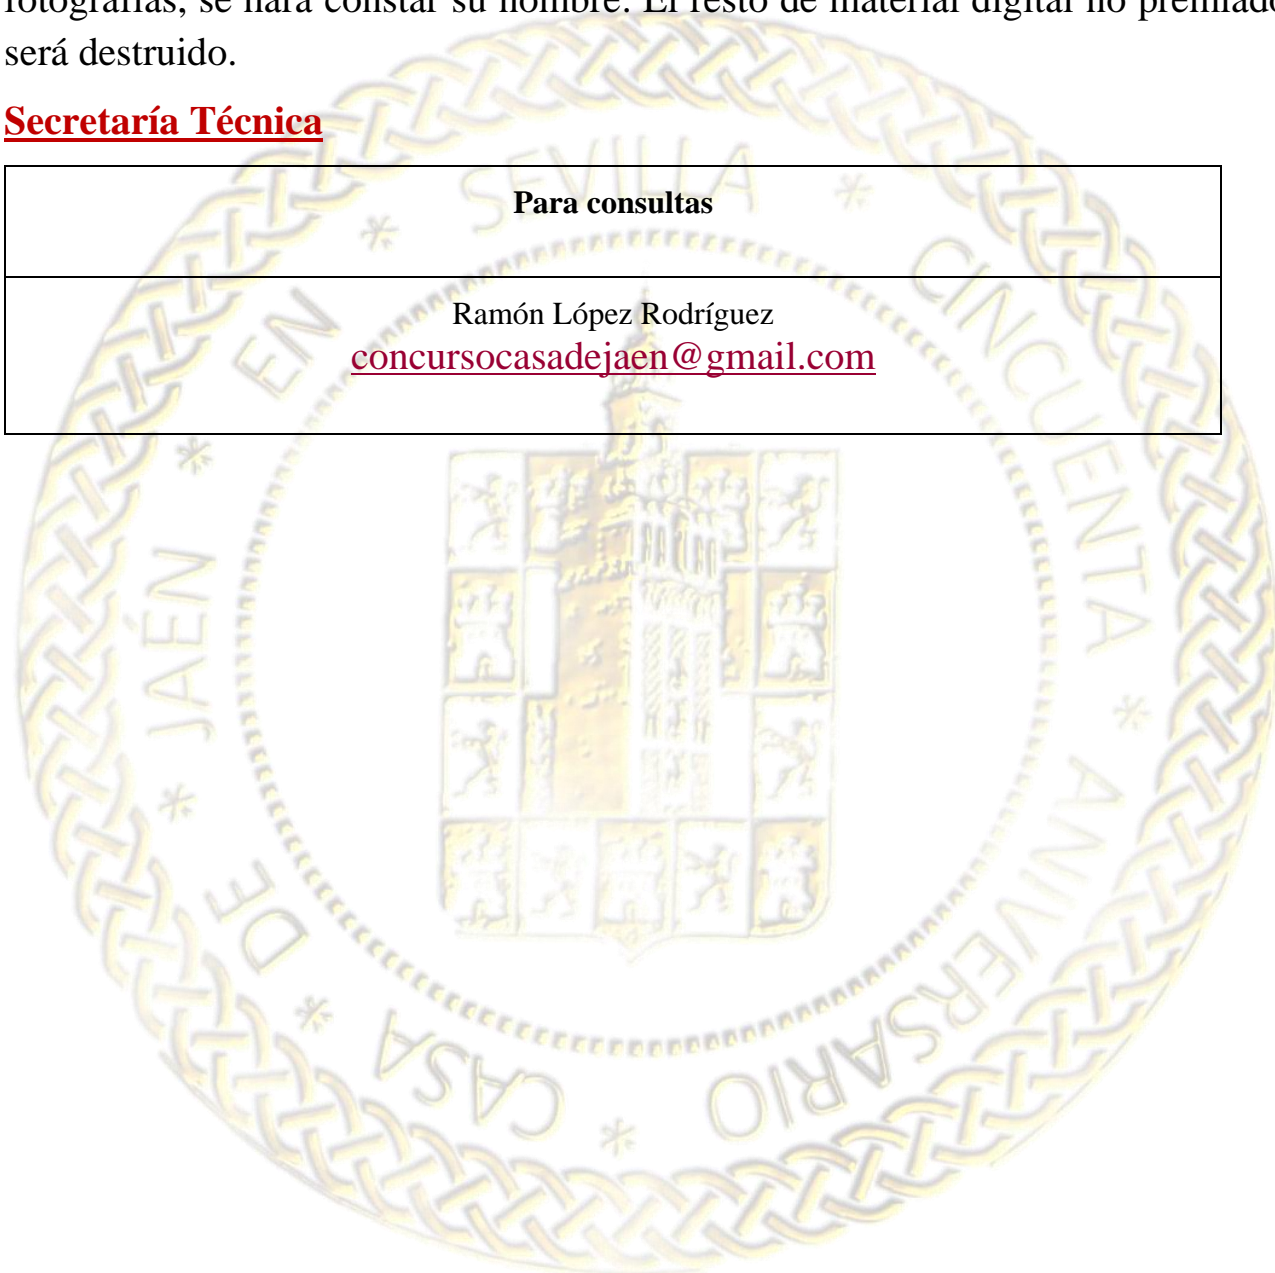 fotografías, se hará constar su nombre. El resto de material digital no premiado
será destruido.
Secretaría Técnica
Para consultas
Ramón López Rodríguez
concursocasadejaen@gmail.com
CASA * DE * JAÉN * EN * SEVILLA * CINCUENTA * ANIVERSARIO *